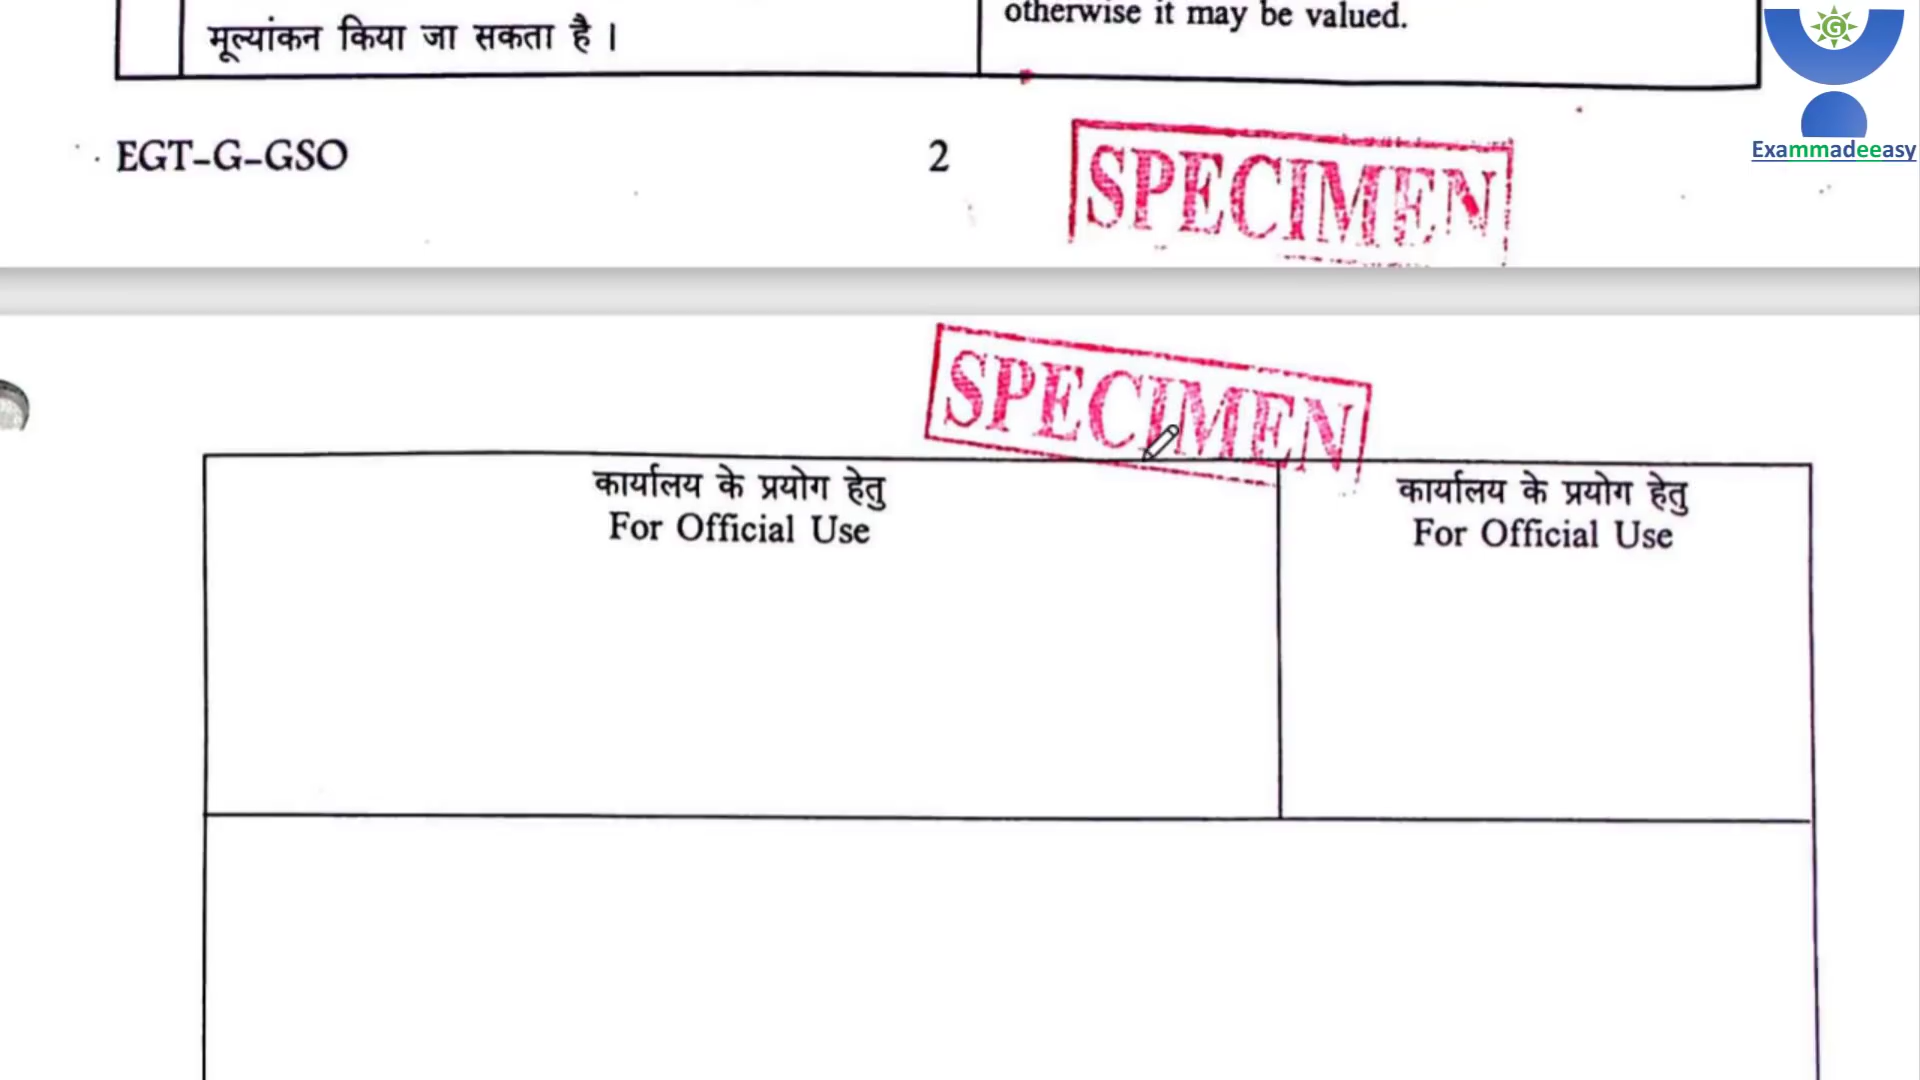 मूल्यांकन किया जा सकता है ।
otherwise it may be valued.
G
Exammadeeasy
EGT-G-GSO
2
SPECIMEN
SPECIMEN
कार्यालय के प्रयोग हेतु
For Official Use
कार्यालय के प्रयोग हेतु
For Official Use